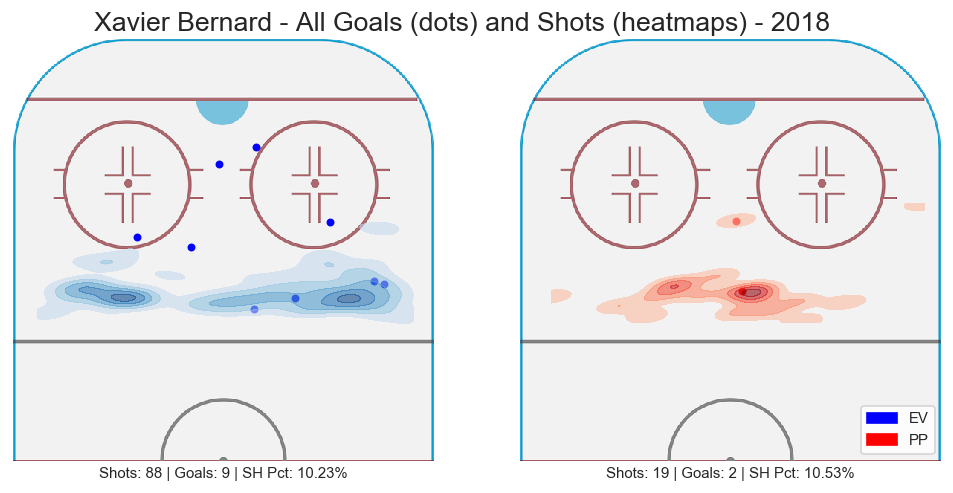 Xavier Bernard - All Goals (dots) and Shots (heatmaps) - 2018
EV
PP
Shots: 88 | Goals: 9 | SH Pct: 10.23%
Shots: 19 | Goals: 2 | SH Pct: 10.53%